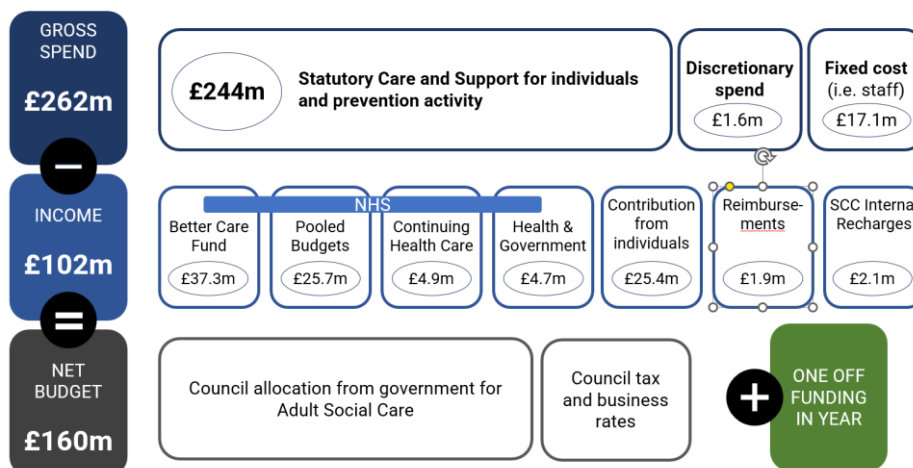 GROSS
SPEND
£262m
£244m
Statutory Care and Support for individuals
and prevention activity
Discretionary
spend
£1.6m
Fixed cost
(i.e. staff)
£17.1m
INCOME
£102m
NHS
Better Care
Fund
£37.3m
Pooled
Budgets
£25.7m
Continuing
Health Care
£4.9m
Health &
Government
£4.7m
Contribution
from
individuals
£25.4m
Reimburse-
ments
£1.9m
SCC Interna
Recharges
£2.1m
NET
BUDGET
£160m
Council allocation from government for
Adult Social Care
Council tax
and business
rates
ONE OFF
FUNDING
IN YEAR